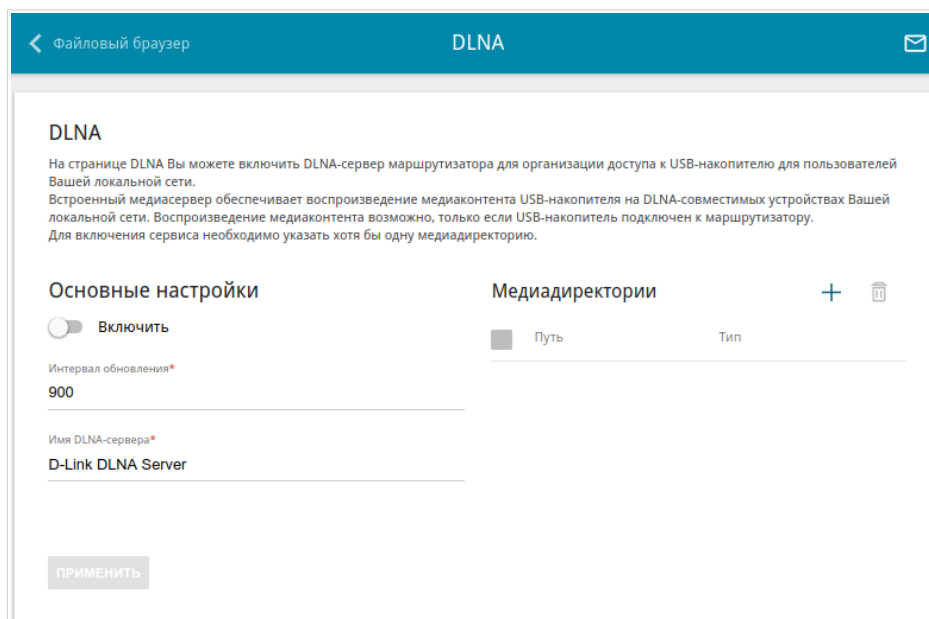 Файловый браузер
DLNA
DLNA
На странице DLNA Вы можете включить DLNA-сервер маршрутизатора для организации доступа к USB-накопителю для пользователей
Вашей локальной сети.
Встроенный медиасервер обеспечивает воспроизведение медиаконтента USB-накопителя на DLNA-совместимых устройствах Вашей
локальной сети. Воспроизведение медиаконтента возможно, только если USB-накопитель подключен к маршрутизатору.
Для включения сервиса необходимо указать хотя бы одну медиадиректорию.
Основные настройки
Включить
Интервал обновления*
900
Имя DLNA-сервера*
D-Link DLNA Server
ПРИМЕНИТЬ
Медиадиректории
Путь Тип